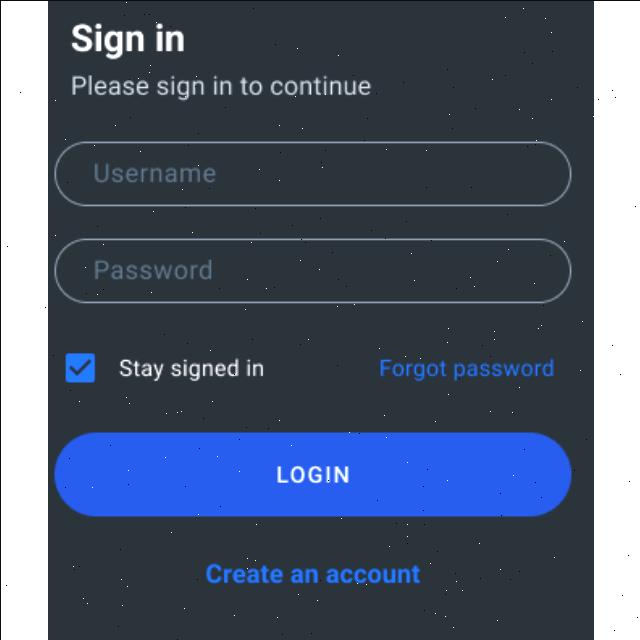 Sign in
Please sign in to continue
Username
Password
Stay signed in Forgot password
LOGIN
Create an account